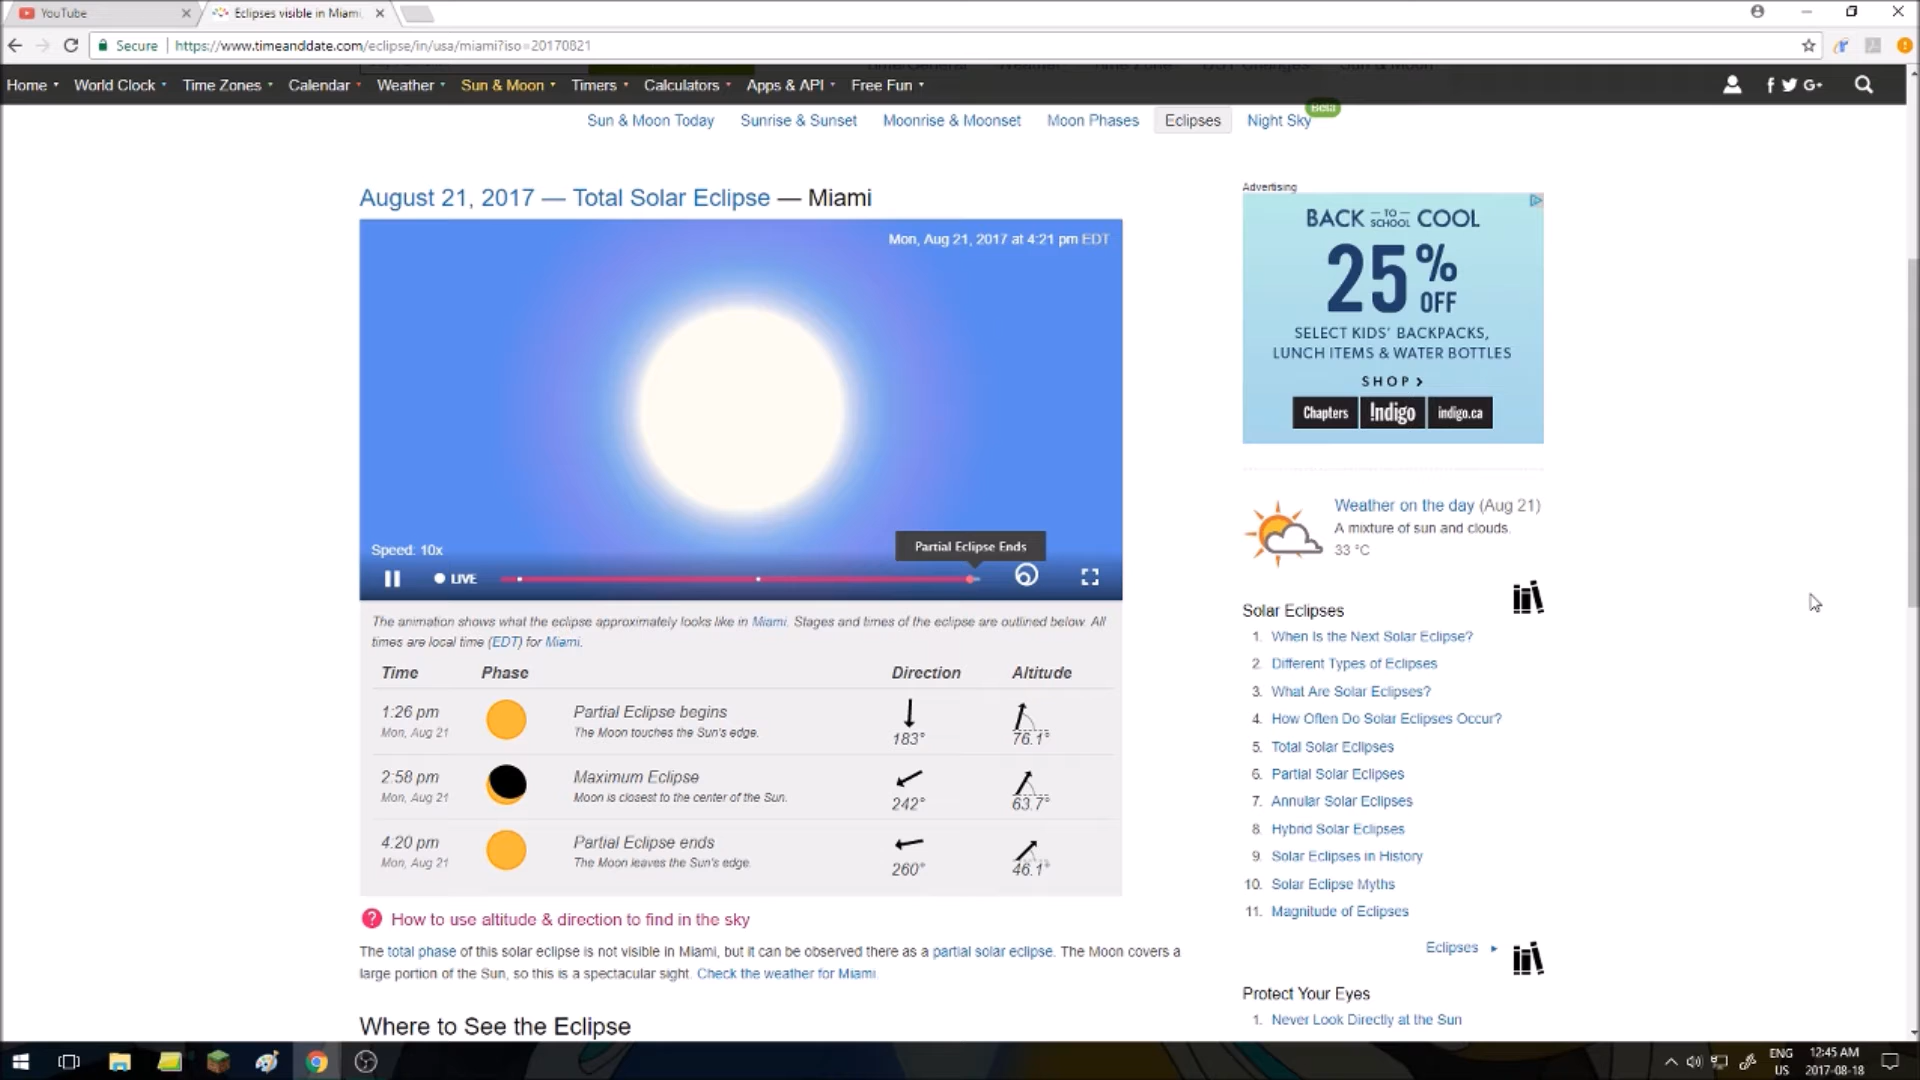 YouTube
Eclipses visible in Miami,
Secure
https://www.timeanddate.com/eclipse/in/usa/miami?iso=20170821
Home World Clock Time Zones Calendar Weather Sun & Moon Timers Calculators Apps & API Free Fun
f G+
Sun & Moon Today Sunrise & Sunset Moonrise & Moonset Moon Phases Eclipses Night Sky Beta
August 21, 2017 — Total Solar Eclipse — Miami
Mon, Aug 21, 2017 at 4:21 pm EDT
Speed: 10x
Partial Eclipse Ends
LIVE
The animation shows what the eclipse approximately looks like in Miami. Stages and times of the eclipse are outlined below. All
times are local time (EDT) for Miami.
Time Phase Direction Altitude
1:26 pm Partial Eclipse begins
Mon, Aug 21 The Moon touches the Sun's edge.
183° 76.1°
2:58 pm Maximum Eclipse
Mon, Aug 21 Moon is closest to the center of the Sun.
242° 63.7°
4:20 pm Partial Eclipse ends
Mon, Aug 21 The Moon leaves the Sun's edge.
260° 46.1°
? How to use altitude & direction to find in the sky
The total phase of this solar eclipse is not visible in Miami, but it can be observed there as a partial solar eclipse. The Moon covers a
large portion of the Sun, so this is a spectacular sight. Check the weather for Miami.
Where to See the Eclipse
Advertising
BACK TO SCHOOL COOL
25% OFF
SELECT KIDS' BACKPACKS,
LUNCH ITEMS & WATER BOTTLES
SHOP >
Chapters !ndigo indigo.ca
Weather on the day (Aug 21)
A mixture of sun and clouds.
33 °C
Solar Eclipses
1. When Is the Next Solar Eclipse?
2. Different Types of Eclipses
3. What Are Solar Eclipses?
4. How Often Do Solar Eclipses Occur?
5. Total Solar Eclipses
6. Partial Solar Eclipses
7. Annular Solar Eclipses
8. Hybrid Solar Eclipses
9. Solar Eclipses in History
10. Solar Eclipse Myths
11. Magnitude of Eclipses
Eclipses
Protect Your Eyes
1. Never Look Directly at the Sun
ENG
US
12:45 AM
2017-08-18